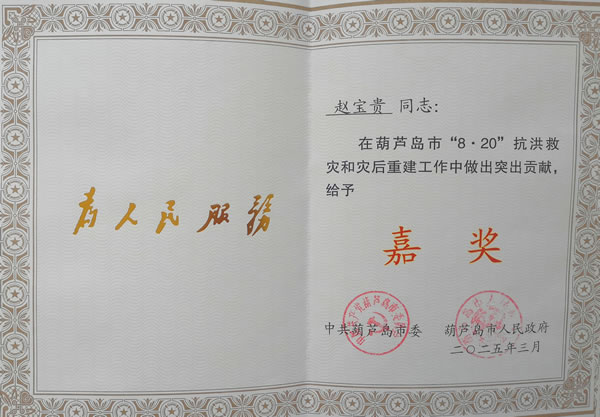 为人民服務
赵宝贵 同志:
在葫芦岛市“8·20”抗洪救
灾和灾后重建工作中做出突出贡献,
给予
嘉 奖
中共葫芦岛市委 葫芦岛市人民政府
二〇二五年三月